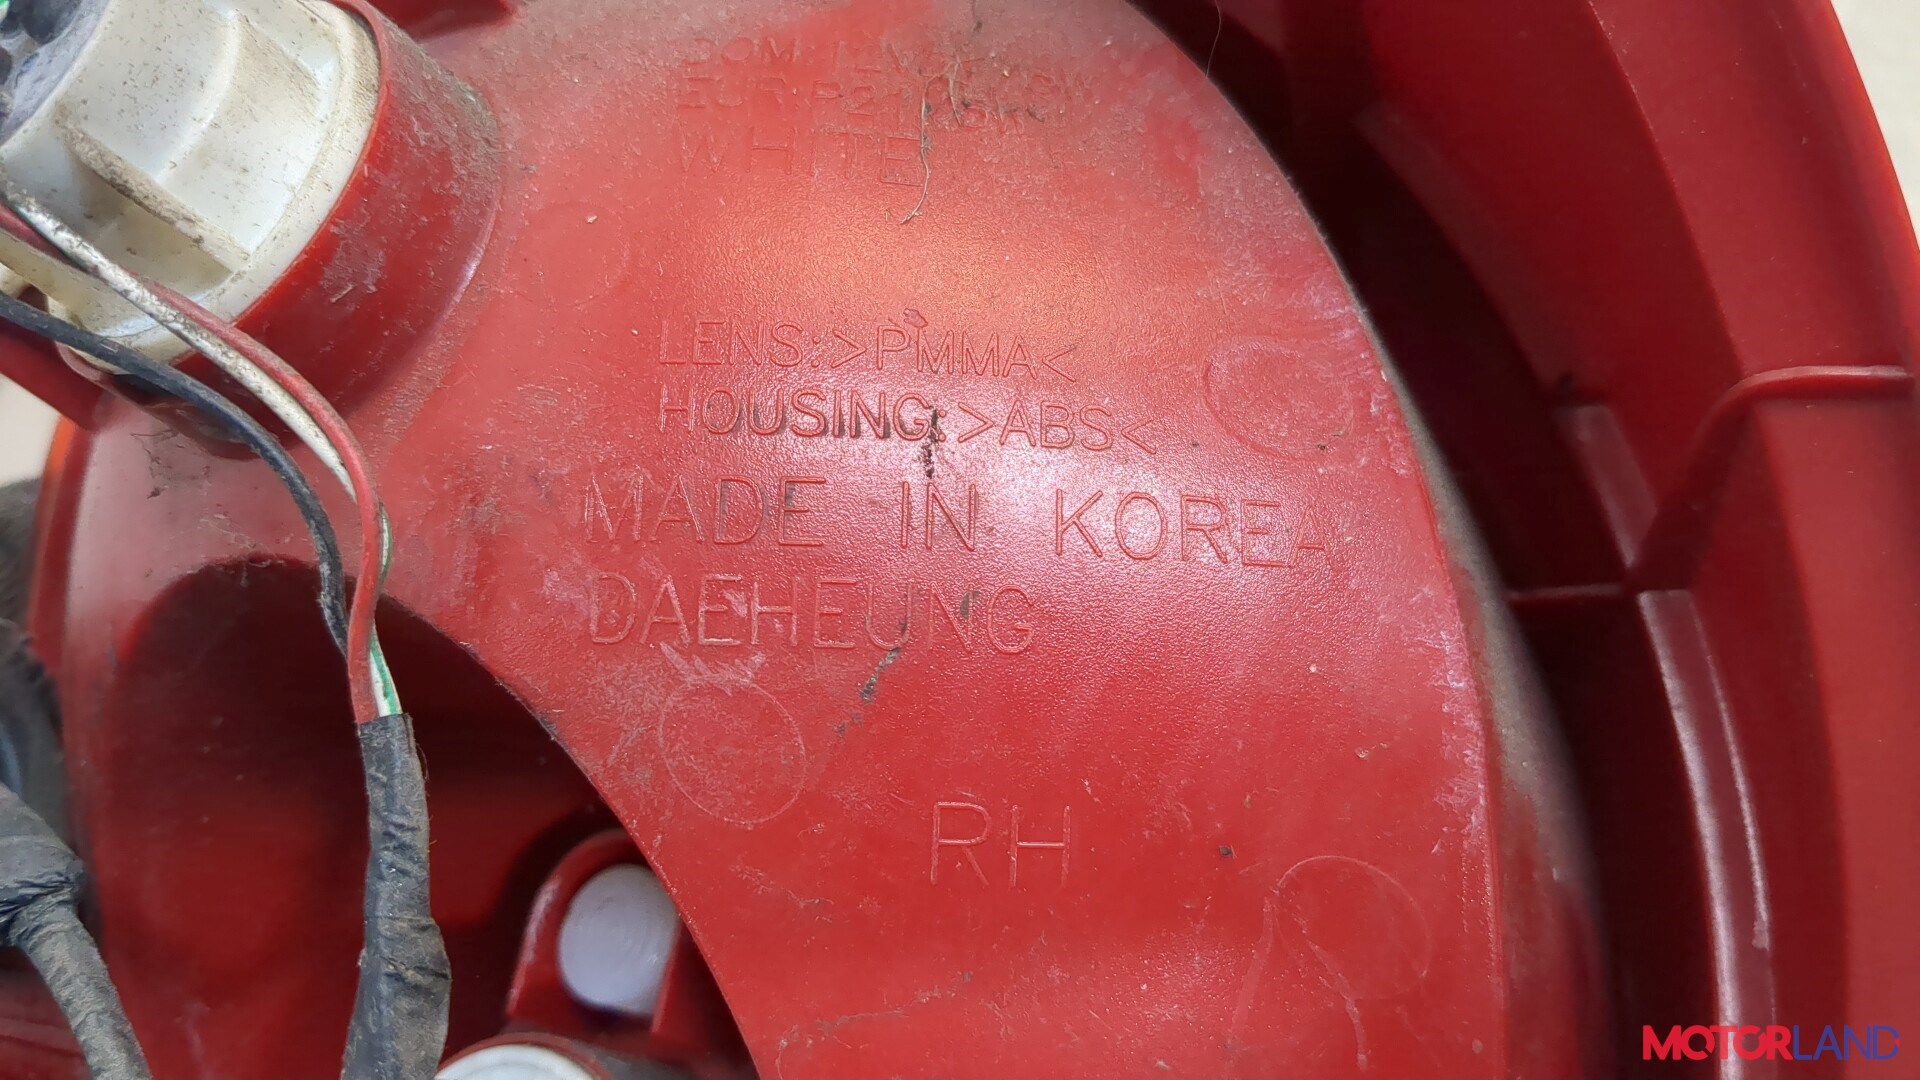 WHITE
LENS:>PMMA<
HOUSING:>ABS<
MADE IN KOREA
DAEHEUNG
RH
MOTORLAND